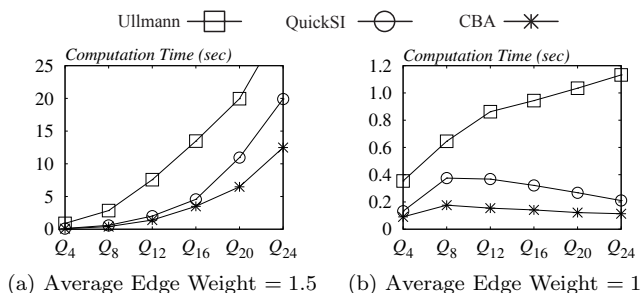 Ullmann QuickSI CBA
Computation Time (sec)
25
20
15
10
5
0
Q4 Q8 Q12 Q16 Q20 Q24
(a) Average Edge Weight = 1.5
Computation Time (sec)
1.2
1.0
0.8
0.6
0.4
0.2
0
Q4 Q8 Q12 Q16 Q20 Q24
(b) Average Edge Weight = 1